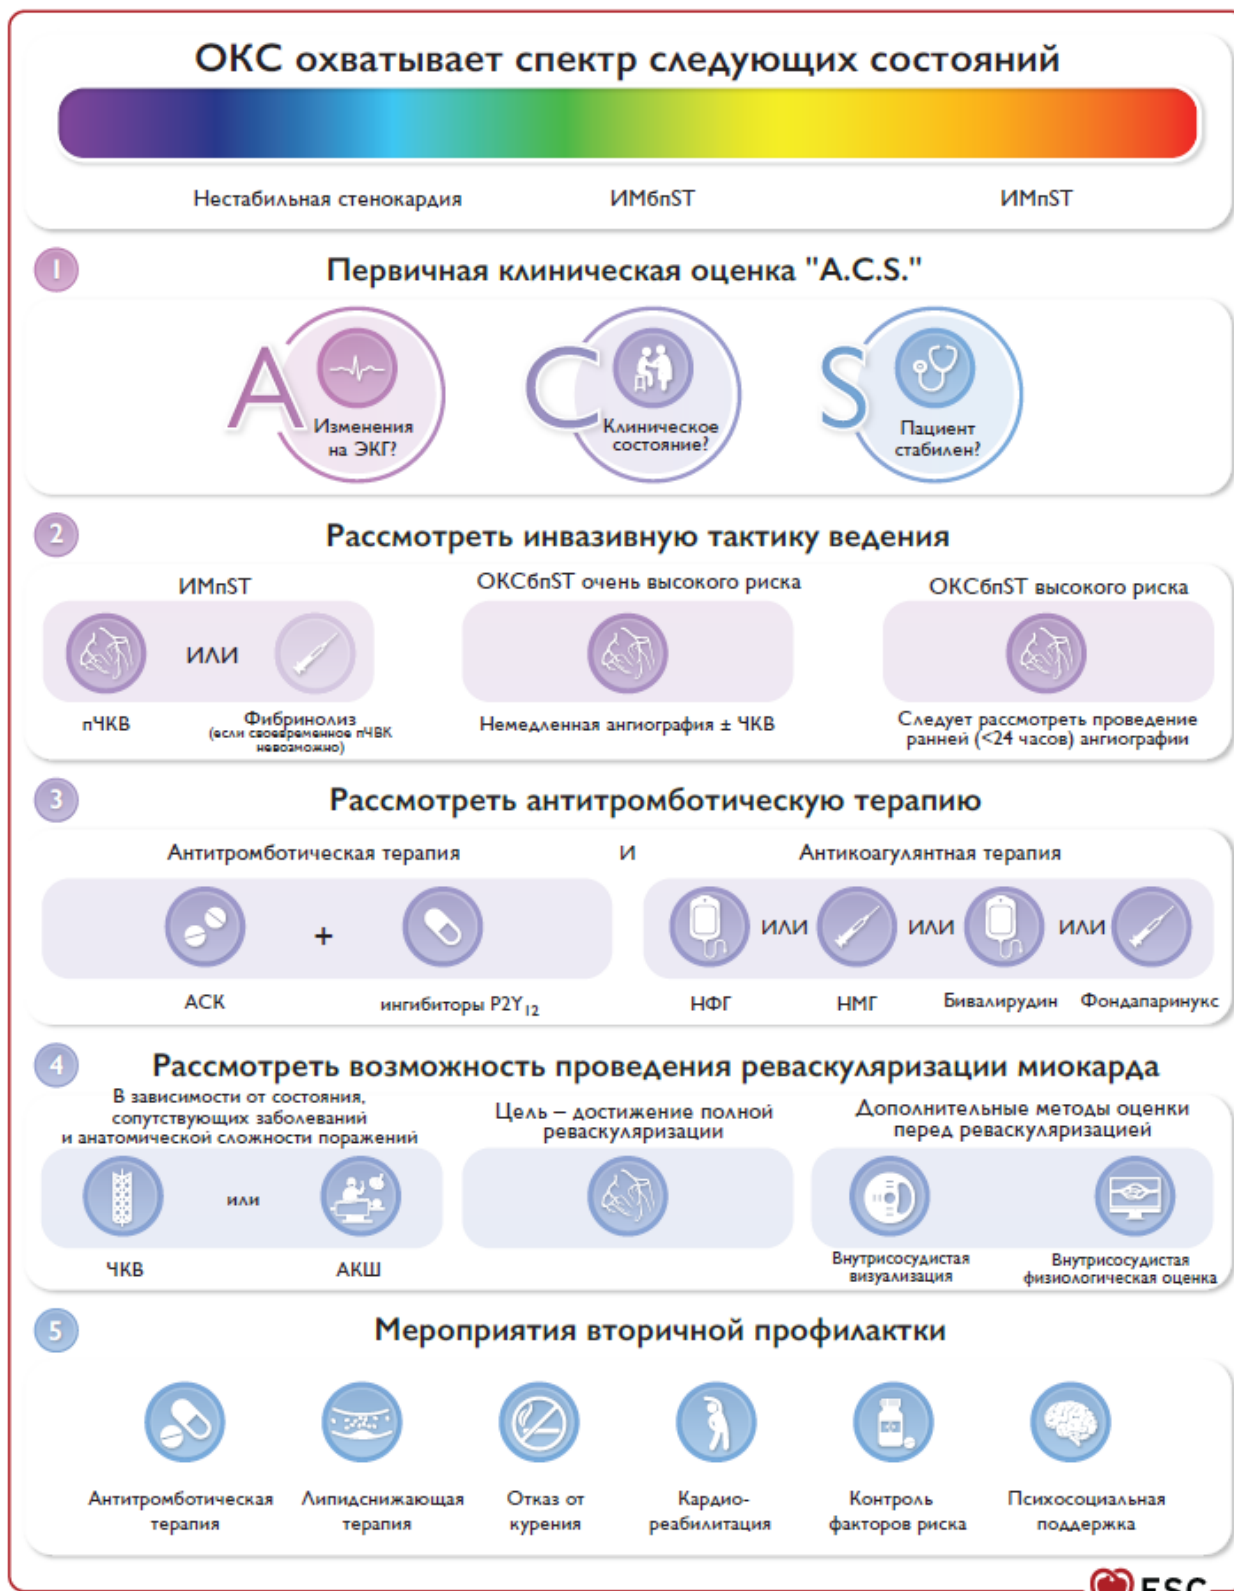 ОКС охватывает спектр следующих состояний
Нестабильная стенокардия
ИМбпST
ИМпST
1
Первичная клиническая оценка "A.C.S."
A
Изменения
на ЭКГ?
C
Клиническое
состояние?
S
Пациент
стабилен?
2
Рассмотреть инвазивную тактику ведения
ИМпST
ИЛИ
пЧКВ
Фибринолиз
(если своевременное пЧВК
невозможно)
ОКСбпST очень высокого риска
Немедленная ангиография ± ЧКВ
ОКСбпST высокого риска
Следует рассмотреть проведение
ранней (<24 часов) ангиографии
3
Рассмотреть антитромботическую терапию
Антитромботическая терапия
И
Антикоагулянтная терапия
+
АСК
ингибиторы P2Y12
ИЛИ
ИЛИ
ИЛИ
НФГ
НМГ
Бивалирудин
Фондапаринукс
4
Рассмотреть возможность проведения реваскуляризации миокарда
В зависимости от состояния,
сопутствующих заболеваний
и анатомической сложности поражений
или
ЧКВ
АКШ
Цель – достижение полной
реваскуляризации
Дополнительные методы оценки
перед реваскуляризацией
Внутрисосудистая
визуализация
Внутрисосудистая
физиологическая оценка
5
Мероприятия вторичной профилактки
Антитромботическая
терапия
Липидснижающая
терапия
Отказ от
курения
Кардио-
реабилитация
Контроль
факторов риска
Психосоциальная
поддержка
ESC